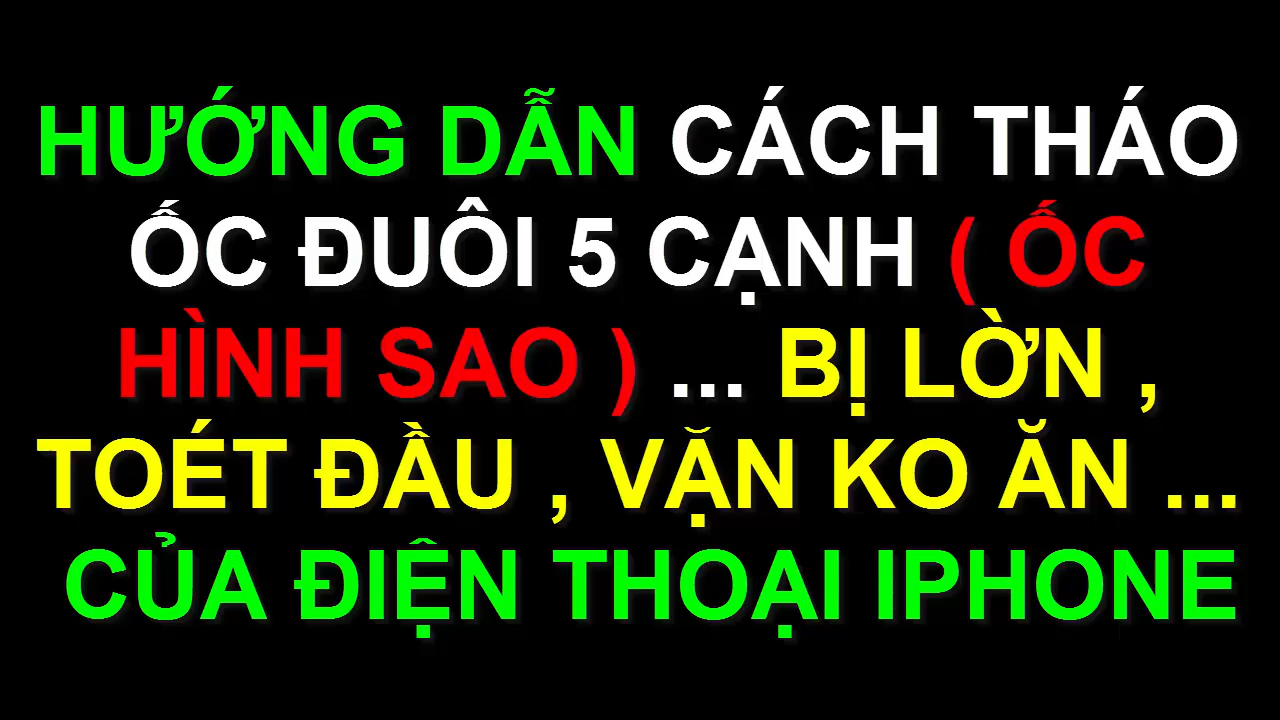 HƯỚNG DẪN CÁCH THÁO
ỐC ĐUÔI 5 CẠNH ( ỐC
HÌNH SAO ) ... BỊ LỜN ,
TOÉT ĐẦU , VẶN KO ĂN ...
CỦA ĐIỆN THOẠI IPHONE